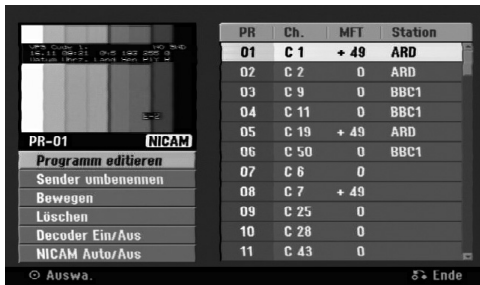 VPS Code 1.
PR-01 NICAM
Programm editieren
Sender umbenennen
Bewegen
Löschen
Decoder Ein/Aus
NICAM Auto/Aus
PR Ch. MFT Station
01 C 1 + 49 ARD
02 C 2 0 ARD
03 C 9 0 BBC1
04 C 11 0 BBC1
05 C 19 + 49 ARD
06 C 50 0 BBC1
07 C 6 0
08 C 7 + 49
09 C 25 0
10 C 28 0
11 C 43 0
Auswa. Ende